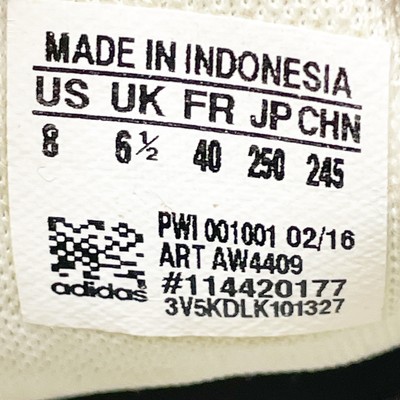 MADE IN INDONESIA
US UK FR JP CHN
8 6½ 40 250 245
PWI 001001 02/16
ART AW4409
#114420177
adidas 3V5KDLK101327